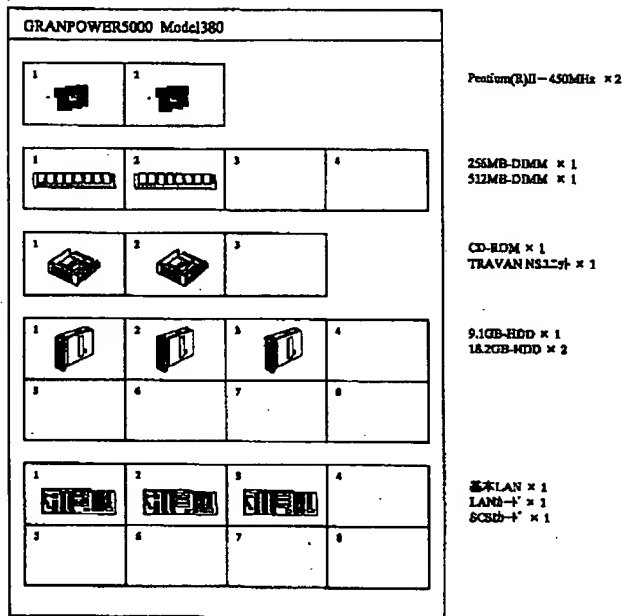 GRANPOWER5000 Model380
1 2
Pentium(R)II-450MHz ×2
1 2 3 4
256MB-DIMM × 1
512MB-DIMM × 1
1 2 3
CD-ROM × 1
TRAVAN NSユニット × 1
1 2 3 4
9.1GB-HDD × 1
18.2GB-HDD × 2
5 6 7 8
1 2 3 4
基本LAN × 1
LANカード × 1
SCSIカード × 1
5 6 7 8